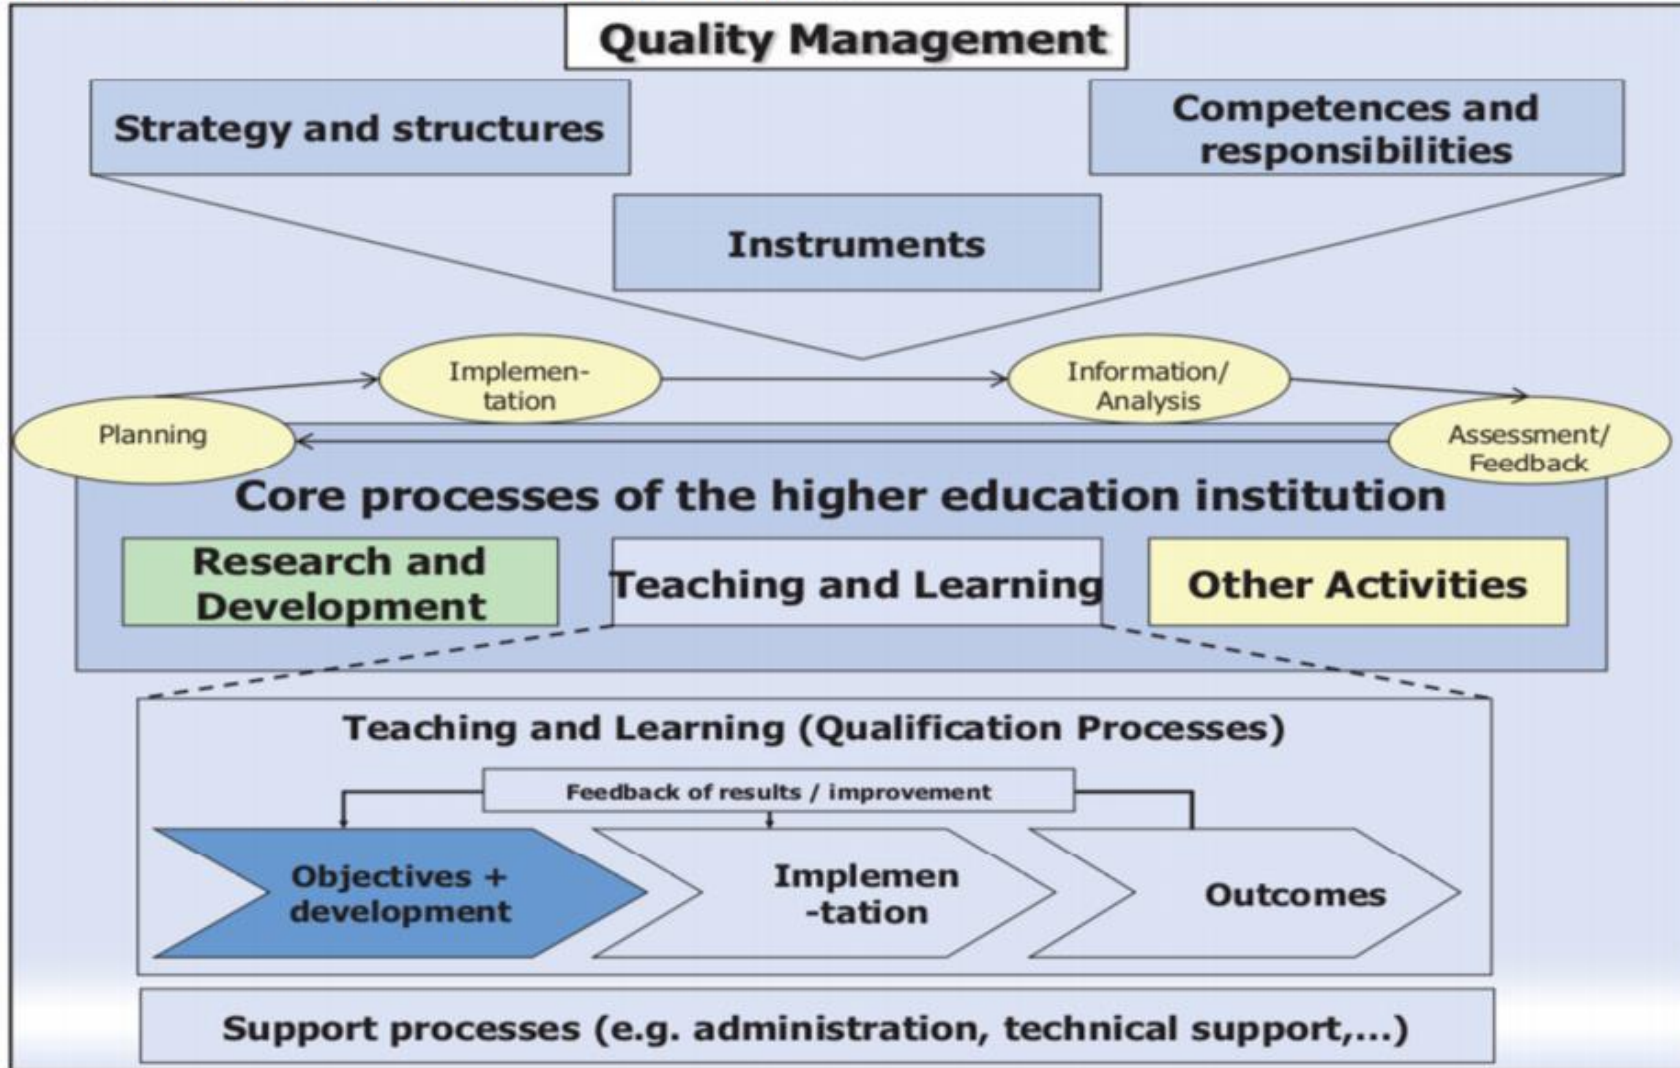 Quality Management
Strategy and structures
Competences and
responsibilities
Instruments
Implemen-
tation
Information/
Analysis
Planning
Assessment/
Feedback
Core processes of the higher education institution
Research and
Development
Teaching and Learning
Other Activities
Teaching and Learning (Qualification Processes)
Feedback of results / improvement
Objectives +
development
Implemen
-tation
Outcomes
Support processes (e.g. administration, technical support,...)